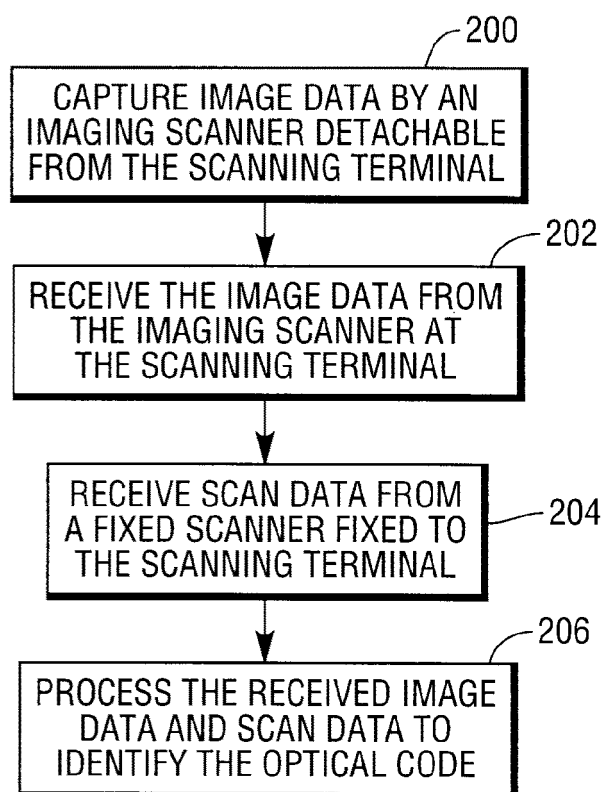 200
CAPTURE IMAGE DATA BY AN
IMAGING SCANNER DETACHABLE
FROM THE SCANNING TERMINAL
202
RECEIVE THE IMAGE DATA FROM
THE IMAGING SCANNER AT
THE SCANNING TERMINAL
RECEIVE SCAN DATA FROM
A FIXED SCANNER FIXED TO
THE SCANNING TERMINAL
204
206
PROCESS THE RECEIVED IMAGE
DATA AND SCAN DATA TO
IDENTIFY THE OPTICAL CODE